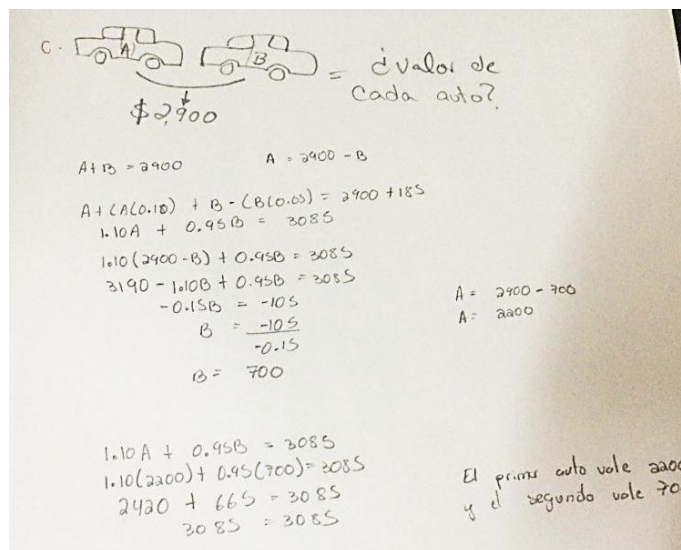 C.
A B = ¿valor de
cada auto?
$2,900
A+B = 2900 A = 2900 - B
A + (A(0.10) + B - (B(0.05) = 2900 + 185
1.10A + 0.95B = 3085
1.10(2900-B) + 0.95B = 3085
3190 - 1.10B + 0.95B = 3085
-0.15B = -105
B = -105
-0.15
B = 700
A = 2900 - 700
A = 2200
1.10A + 0.95B = 3085
1.10(2200) + 0.95(700) = 3085
2420 + 665 = 3085
3085 = 3085
El primer auto vale 2200
y el segundo vale 70